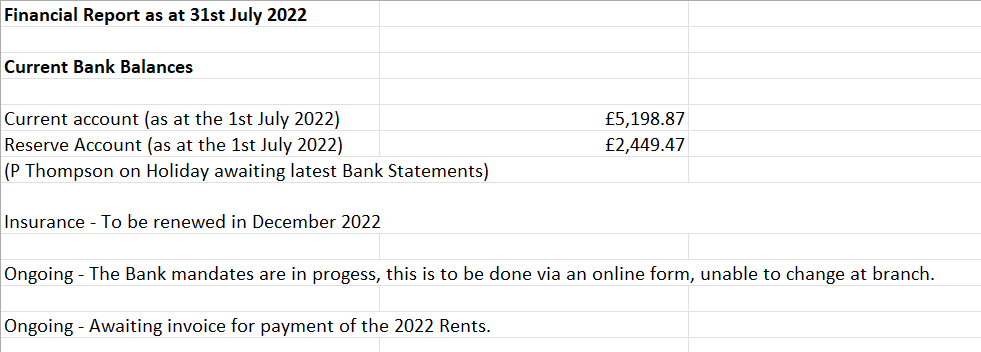 Financial Report as at 31st July 2022
Current Bank Balances
Current account (as at the 1st July 2022) £5,198.87
Reserve Account (as at the 1st July 2022) £2,449.47
(P Thompson on Holiday awaiting latest Bank Statements)
Insurance - To be renewed in December 2022
Ongoing - The Bank mandates are in progess, this is to be done via an online form, unable to change at branch.
Ongoing - Awaiting invoice for payment of the 2022 Rents.